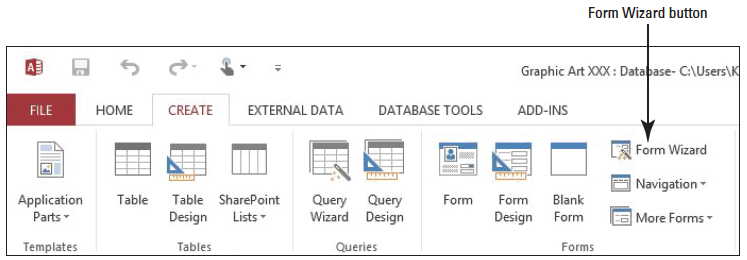 Form Wizard button
Graphic Art XXX : Database- C:\Users\K
FILE HOME CREATE EXTERNAL DATA DATABASE TOOLS ADD-INS
Application
Parts
Table
Table
Design
SharePoint
Lists
Query
Wizard
Query
Design
Form
Form
Design
Blank
Form
Form Wizard
Navigation
More Forms
Templates
Tables
Queries
Forms